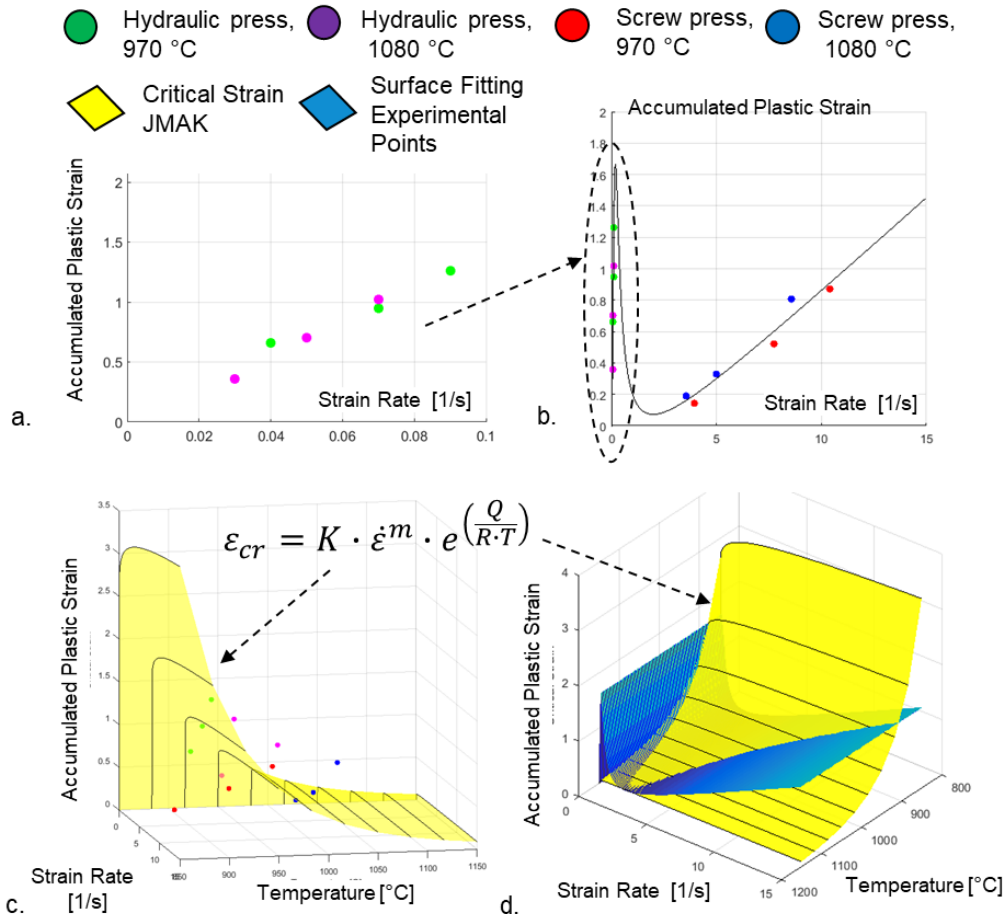 Hydraulic press,
970 °C
Hydraulic press,
1080 °C
Screw press,
970 °C
Screw press,
1080 °C
Critical Strain
JMAK
Surface Fitting
Experimental
Points
Accumulated Plastic Strain
2
1.5
1
0.5
0
0
0.02
0.04
0.06
0.08
0.1
Strain Rate [1/s]
a.
Accumulated Plastic Strain
2
1.8
1.6
1.4
1.2
1
0.8
0.6
0.4
0.2
0
0
5
10
15
Strain Rate [1/s]
b.
εcr = K · ε̇^m · e^(Q/(R·T))
Accumulated Plastic Strain
3.5
3
2.5
2
1.5
1
0.5
0
0
5
10
900
950
1000
1050
1100
1150
Strain Rate
[1/s]
Temperature [°C]
c.
Accumulated Plastic Strain
4
3
2
1
0
0
5
10
15
1200
1100
1000
900
800
Strain Rate [1/s]
Temperature [°C]
d.